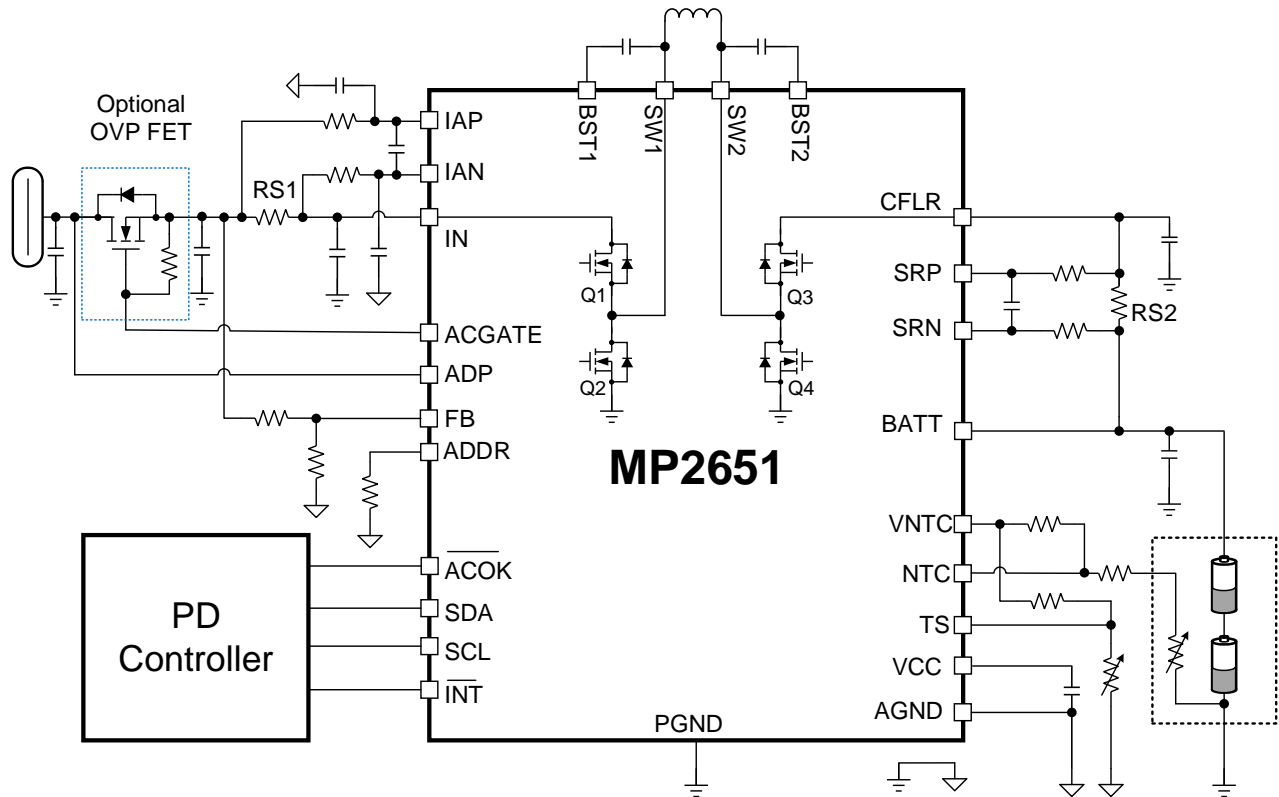 Optional
OVP FET
RS1
IAP
IAN
IN
ACGATE
ADP
FB
ADDR
ACOK
SDA
SCL
INT
PD
Controller
BST1
SW1
SW2
BST2
Q1
Q2
Q3
Q4
MP2651
PGND
CFLR
SRP
SRN
RS2
BATT
VNTC
NTC
TS
VCC
AGND